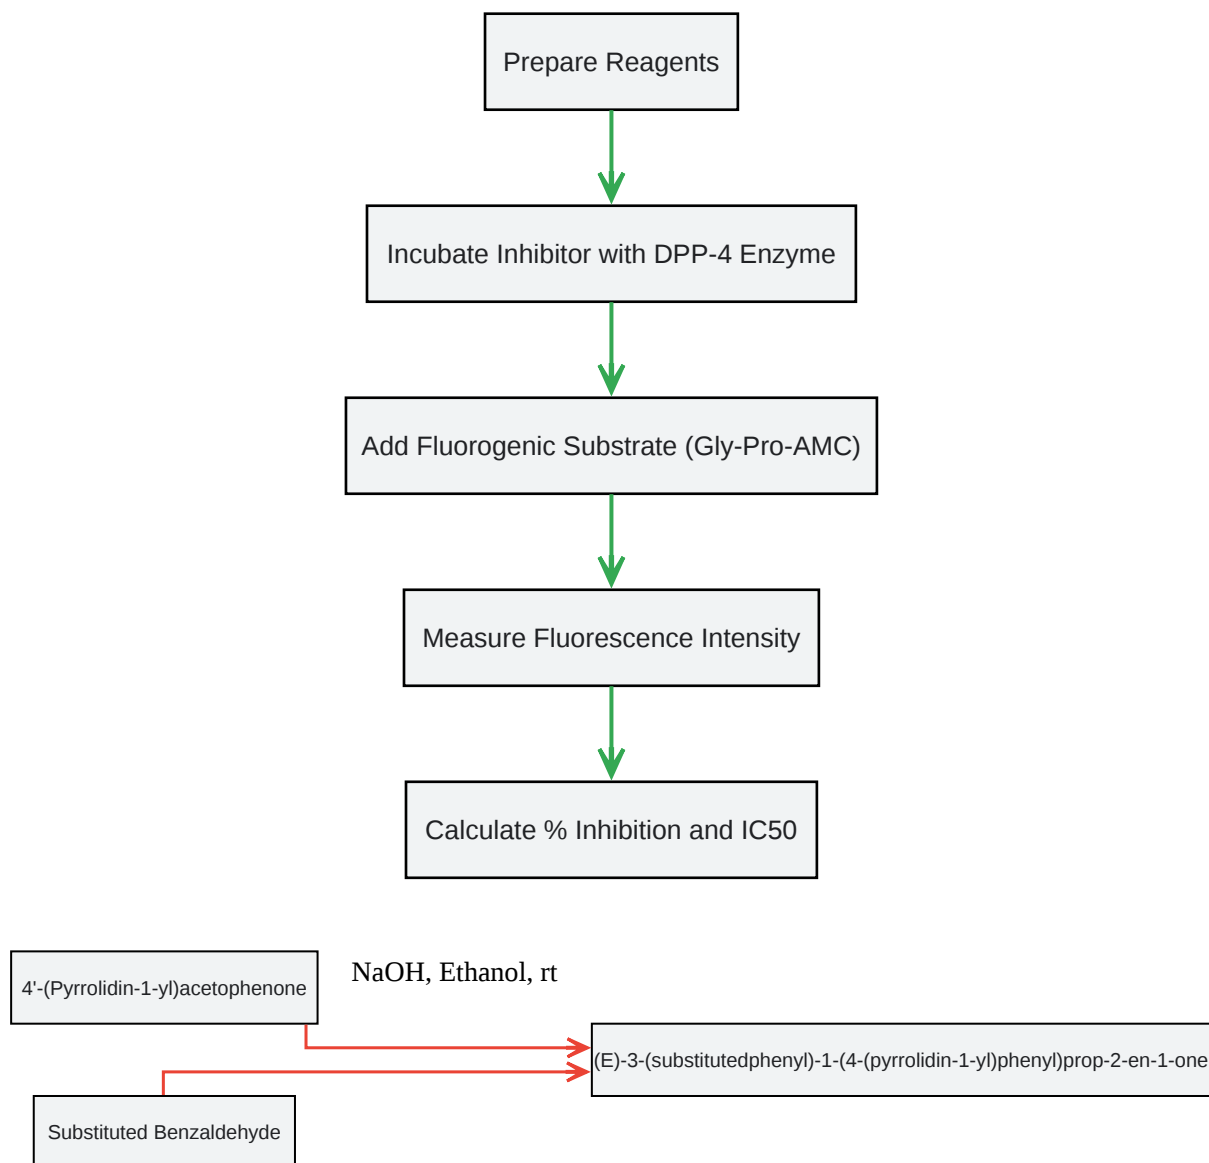 Prepare Reagents
Incubate Inhibitor with DPP-4 Enzyme
Add Fluorogenic Substrate (Gly-Pro-AMC)
Measure Fluorescence Intensity
Calculate % Inhibition and IC50
NaOH, Ethanol, rt
4'-(Pyrrolidin-1-yl)acetophenone
(E)-3-(substitutedphenyl)-1-(4-(pyrrolidin-1-yl)phenyl)prop-2-en-1-one
Substituted Benzaldehyde